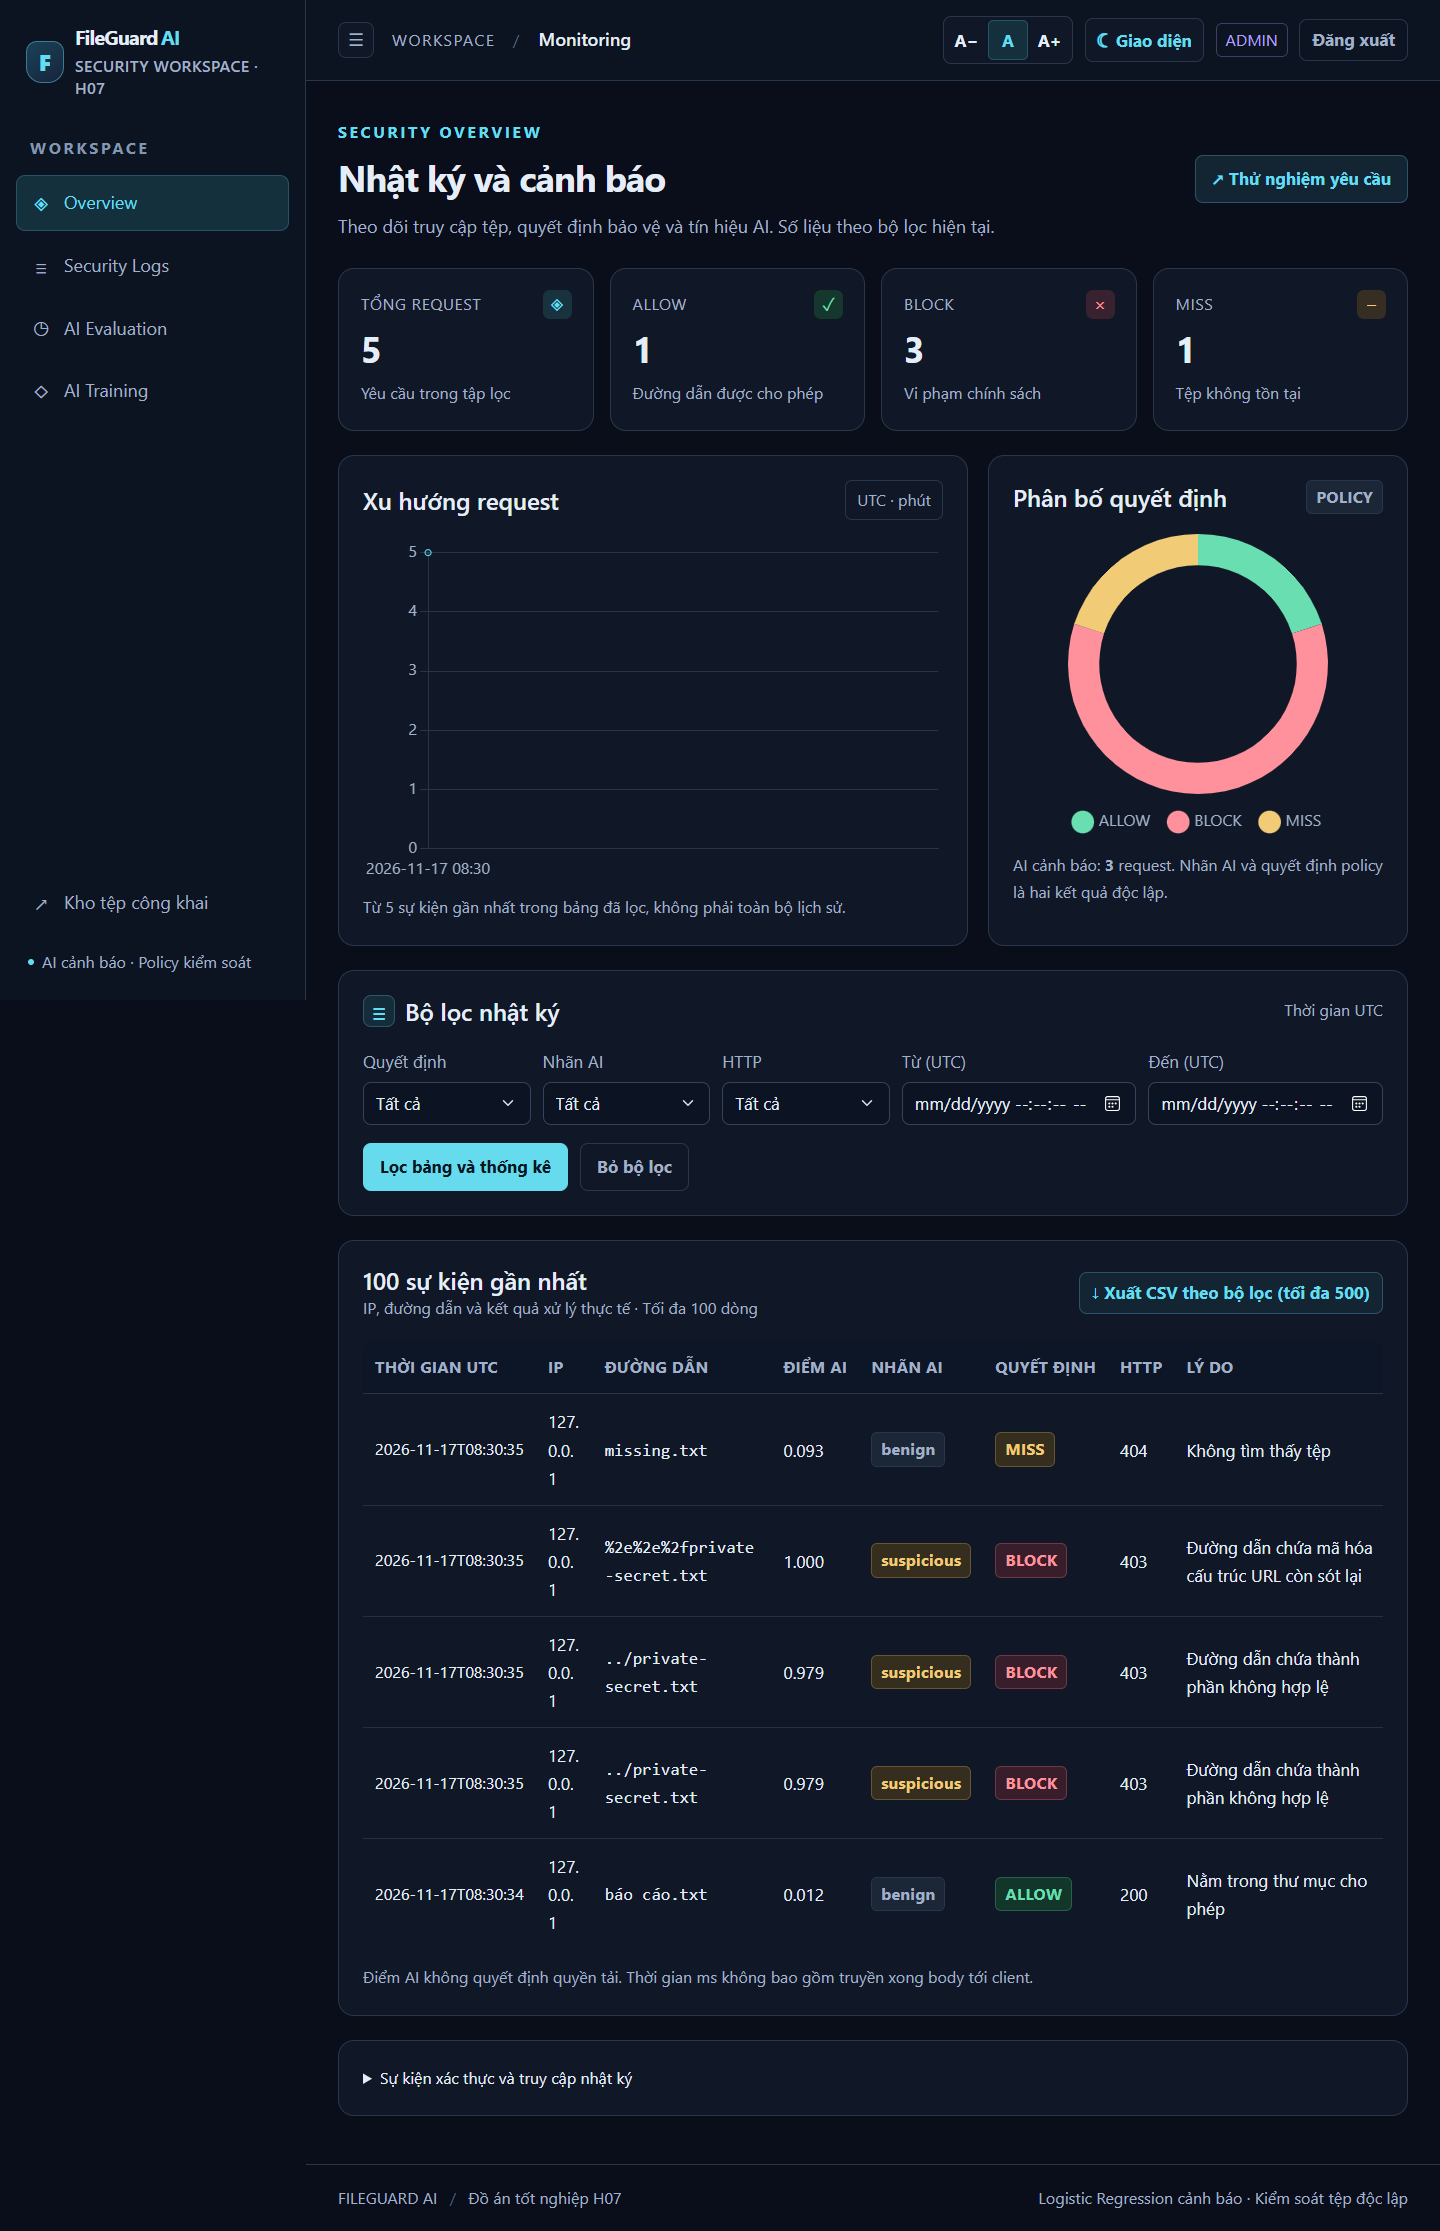 FileGuard AI
SECURITY WORKSPACE ·
H07
WORKSPACE
Overview
Security Logs
AI Evaluation
AI Training
Kho tệp công khai
AI cảnh báo · Policy kiểm soát
WORKSPACE / Monitoring
A− A A+
Giao diện
ADMIN
Đăng xuất
SECURITY OVERVIEW
Nhật ký và cảnh báo
↗ Thử nghiệm yêu cầu
Theo dõi truy cập tệp, quyết định bảo vệ và tín hiệu AI. Số liệu theo bộ lọc hiện tại.
TỔNG REQUEST
5
Yêu cầu trong tập lọc
ALLOW
1
Đường dẫn được cho phép
BLOCK
3
Vi phạm chính sách
MISS
1
Tệp không tồn tại
Xu hướng request
UTC · phút
5
4
3
2
1
0
2026-11-17 08:30
Từ 5 sự kiện gần nhất trong bảng đã lọc, không phải toàn bộ lịch sử.
Phân bố quyết định
POLICY
ALLOW BLOCK MISS
AI cảnh báo: 3 request. Nhãn AI và quyết định policy
là hai kết quả độc lập.
Bộ lọc nhật ký
Thời gian UTC
Quyết định Nhãn AI HTTP Từ (UTC) Đến (UTC)
Tất cả Tất cả Tất cả mm/dd/yyyy --:--:-- -- mm/dd/yyyy --:--:-- --
Lọc bảng và thống kê
Bỏ bộ lọc
100 sự kiện gần nhất
IP, đường dẫn và kết quả xử lý thực tế · Tối đa 100 dòng
↓ Xuất CSV theo bộ lọc (tối đa 500)
THỜI GIAN UTC IP ĐƯỜNG DẪN ĐIỂM AI NHÃN AI QUYẾT ĐỊNH HTTP LÝ DO
127.
2026-11-17T08:30:35 0.0. missing.txt 0.093 benign MISS 404 Không tìm thấy tệp
1
127. %2e%2e%2fprivate Đường dẫn chứa mã hóa
2026-11-17T08:30:35 0.0. 1.000 suspicious BLOCK 403
1 -secret.txt cấu trúc URL còn sót lại
127. ../private- Đường dẫn chứa thành
2026-11-17T08:30:35 0.0. 0.979 suspicious BLOCK 403
1 secret.txt phần không hợp lệ
127. ../private- Đường dẫn chứa thành
2026-11-17T08:30:35 0.0. 0.979 suspicious BLOCK 403
1 secret.txt phần không hợp lệ
127. Nằm trong thư mục cho
2026-11-17T08:30:34 0.0. báo cáo.txt 0.012 benign ALLOW 200
1 phép
Điểm AI không quyết định quyền tải. Thời gian ms không bao gồm truyền xong body tới client.
Sự kiện xác thực và truy cập nhật ký
FILEGUARD AI / Đồ án tốt nghiệp H07
Logistic Regression cảnh báo · Kiểm soát tệp độc lập